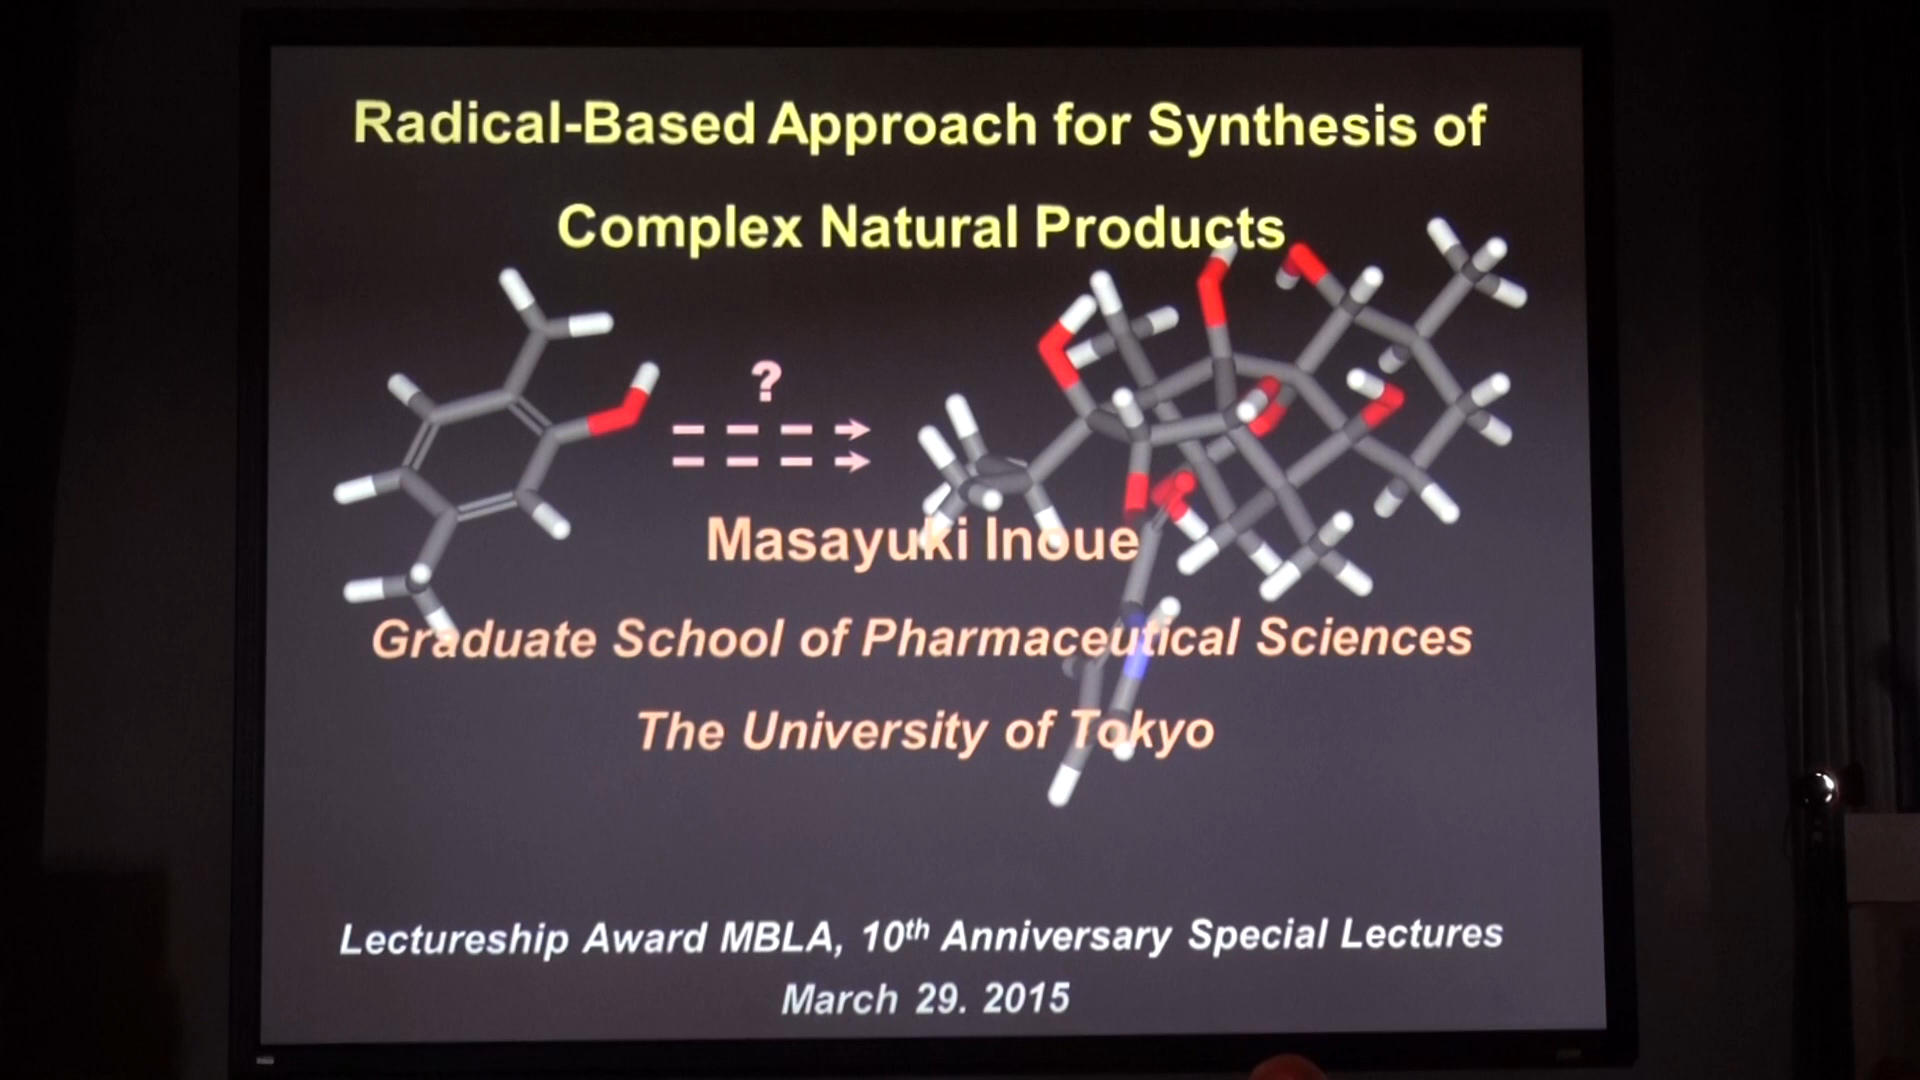 Radical-Based Approach for Synthesis of
Complex Natural Products
?
Masayuki Inoue
Graduate School of Pharmaceutical Sciences
The University of Tokyo
Lectureship Award MBLA, 10th Anniversary Special Lectures
March 29. 2015